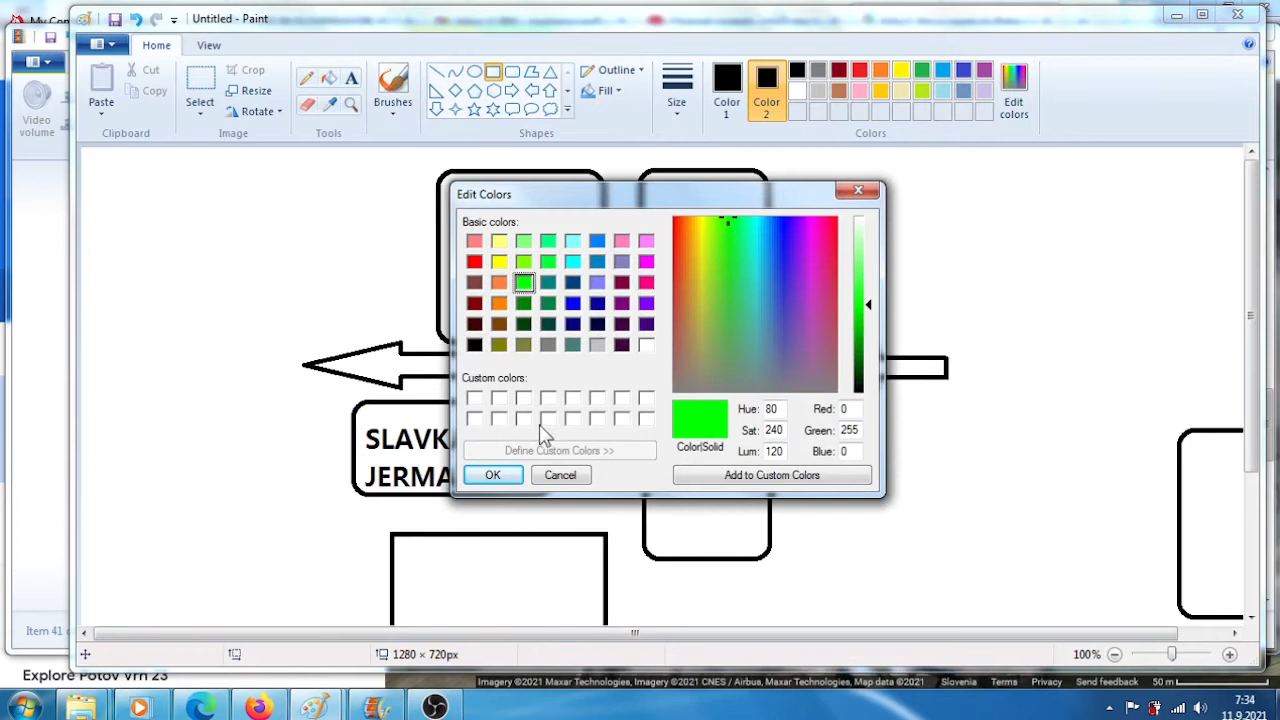 My Con
Untitled - Paint
Home View
Paste
Cut
Copy
Clipboard
Select
Crop
Resize
Rotate
Image
Tools
Brushes
Outline
Fill
Shapes
Size
Color 1
Color 2
Edit colors
Colors
Video volume
Edit Colors
Basic colors:
Custom colors:
Define Custom Colors >>
OK Cancel
Color|Solid
Hue: 80 Red: 0
Sat: 240 Green: 255
Lum: 120 Blue: 0
Add to Custom Colors
SLAVK
JERMA
Item 41
1280 × 720px
100%
Explore Potov Vrh 23
Imagery ©2021 Maxar Technologies, Imagery ©2021 CNES / Airbus, Maxar Technologies, Map data ©2021 Slovenia Terms Privacy Send feedback 50 m
7:34
11.9.2021